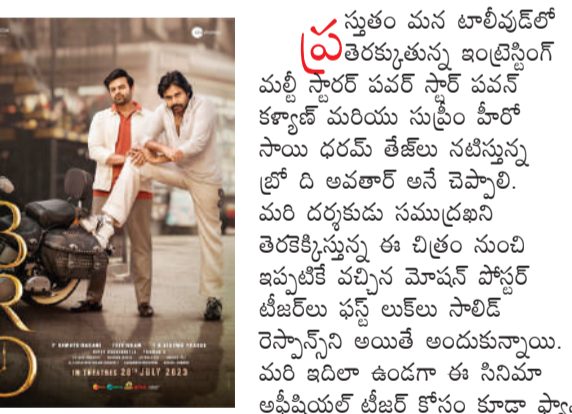 BRO
P SAMUTHIRAKANI
IN THEATRES 28TH JULY 2023
ప్రస్తుతం మన టాలీవుడ్‌లో
తెరక్కుతున్న ఇంట్రెస్టింగ్
మల్టీ స్టారర్ పవర్ స్టార్ పవన్
కళ్యాణ్ మరియు సుప్రీం హీరో
సాయి ధరమ్ తేజ్‌లు నటిస్తున్న
బ్రో ది అవతార్ అనే చెప్పాలి.
మరి దర్శకుడు సముద్రఖని
తెరకెక్కిస్తున్న ఈ చిత్రం నుంచి
ఇప్పటికే వచ్చిన మోషన్ పోస్టర్
టీజర్‌లు ఫస్ట్ లుక్‌లు సాలిడ్
రెస్పాన్స్‌ని అయితే అందుకున్నాయి.
మరి ఇదిలా ఉండగా ఈ సినిమా
అఫీషియల్ టీజర్ కోసం కూడా